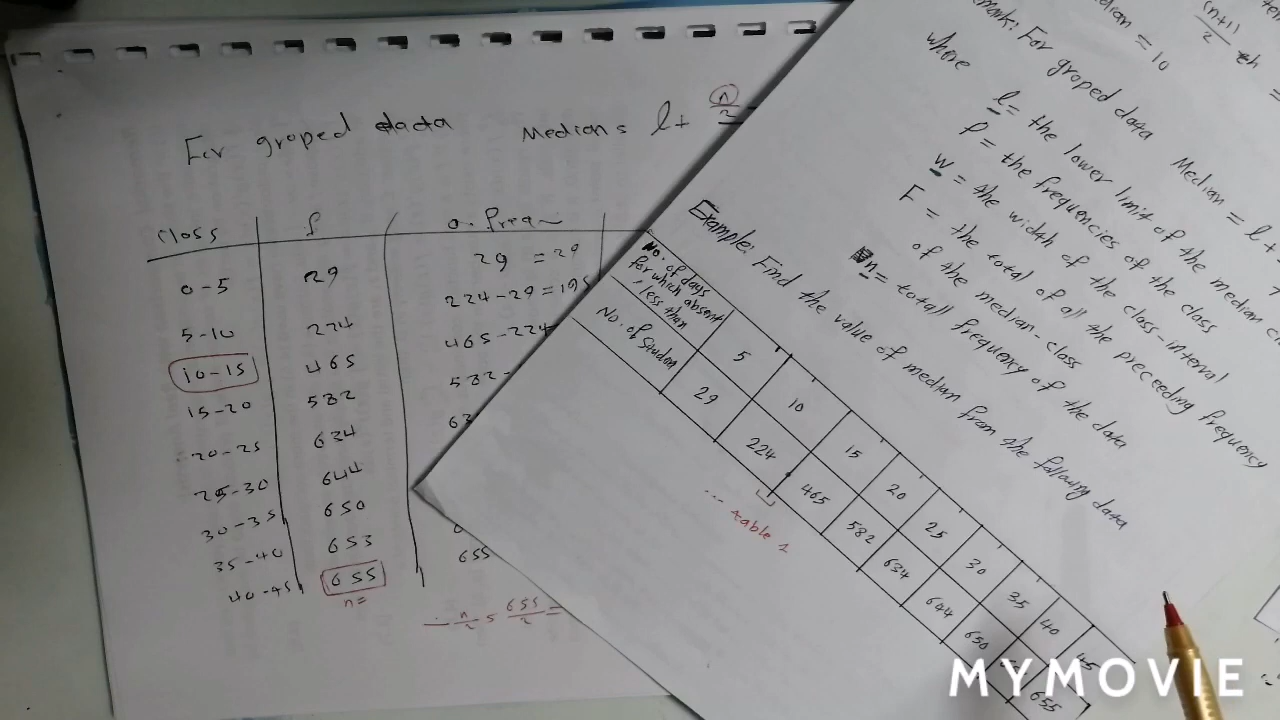 For groped data Median = l + n/2
Class f o. freq
0-5 29 29 = 29
5-10 224 224-29=195
10-15 465 465-224
15-20 582 582-
20-25 634 63
25-30 644
30-35 650
35-40 653
40-45 655 655
n=
n/2 = 655/2 =
= 10
(n+1)/2 th
mark: For groped data Median = l +
where
l = the lower limit of the median
f = the frequencies of the class
w = the width of the class-interval
F = the total of all the preceeding frequency
of the median-class
n = totall frequency of the data
Example: Find the value of median from the following data
No. of days for which absent, less than 5 10 15 20 25 30 35 40 45
No. of Student 29 224 465 582 634 644 650 655
... table 1
MYMOVIE